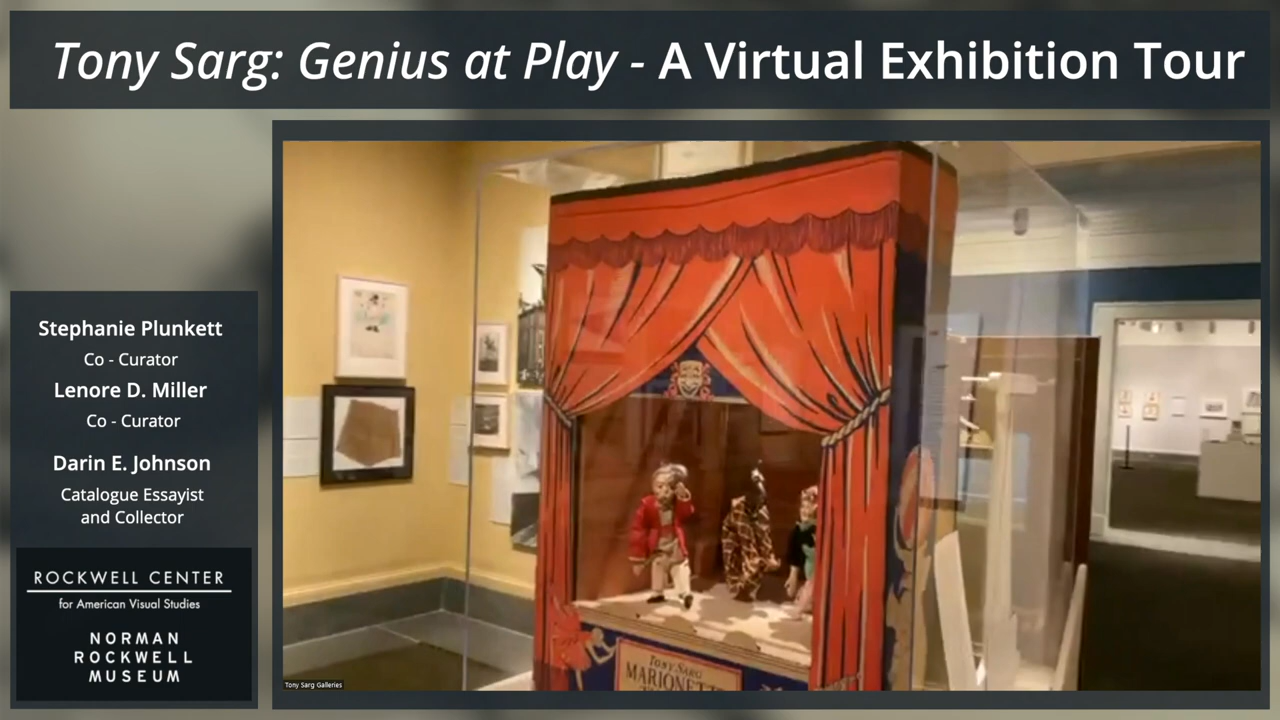 Tony Sarg: Genius at Play - A Virtual Exhibition Tour
Stephanie Plunkett
Co - Curator
Lenore D. Miller
Co - Curator
Darin E. Johnson
Catalogue Essayist
and Collector
ROCKWELL CENTER
for American Visual Studies
NORMAN
ROCKWELL
MUSEUM
TONY SARG
Tony Sarg Galleries